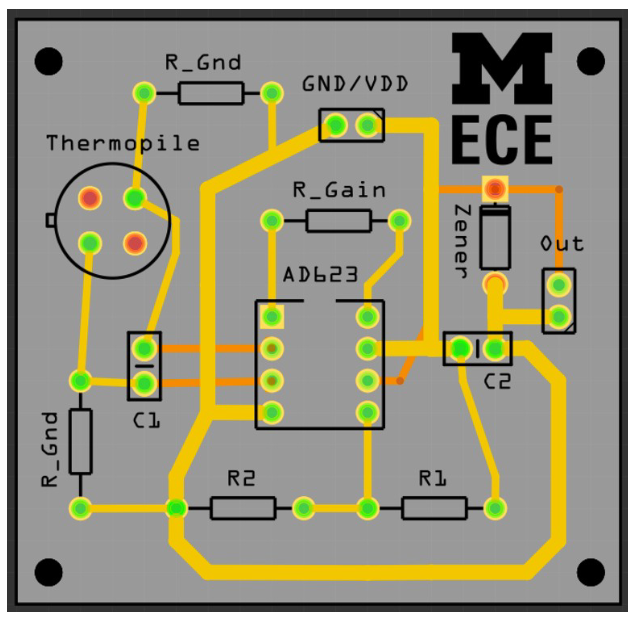 R_Gnd
M
ECE
GND/VDD
Thermopile
R_Gain
Zener
Out
AD623
C2
C1
R_Gnd
R2
R1